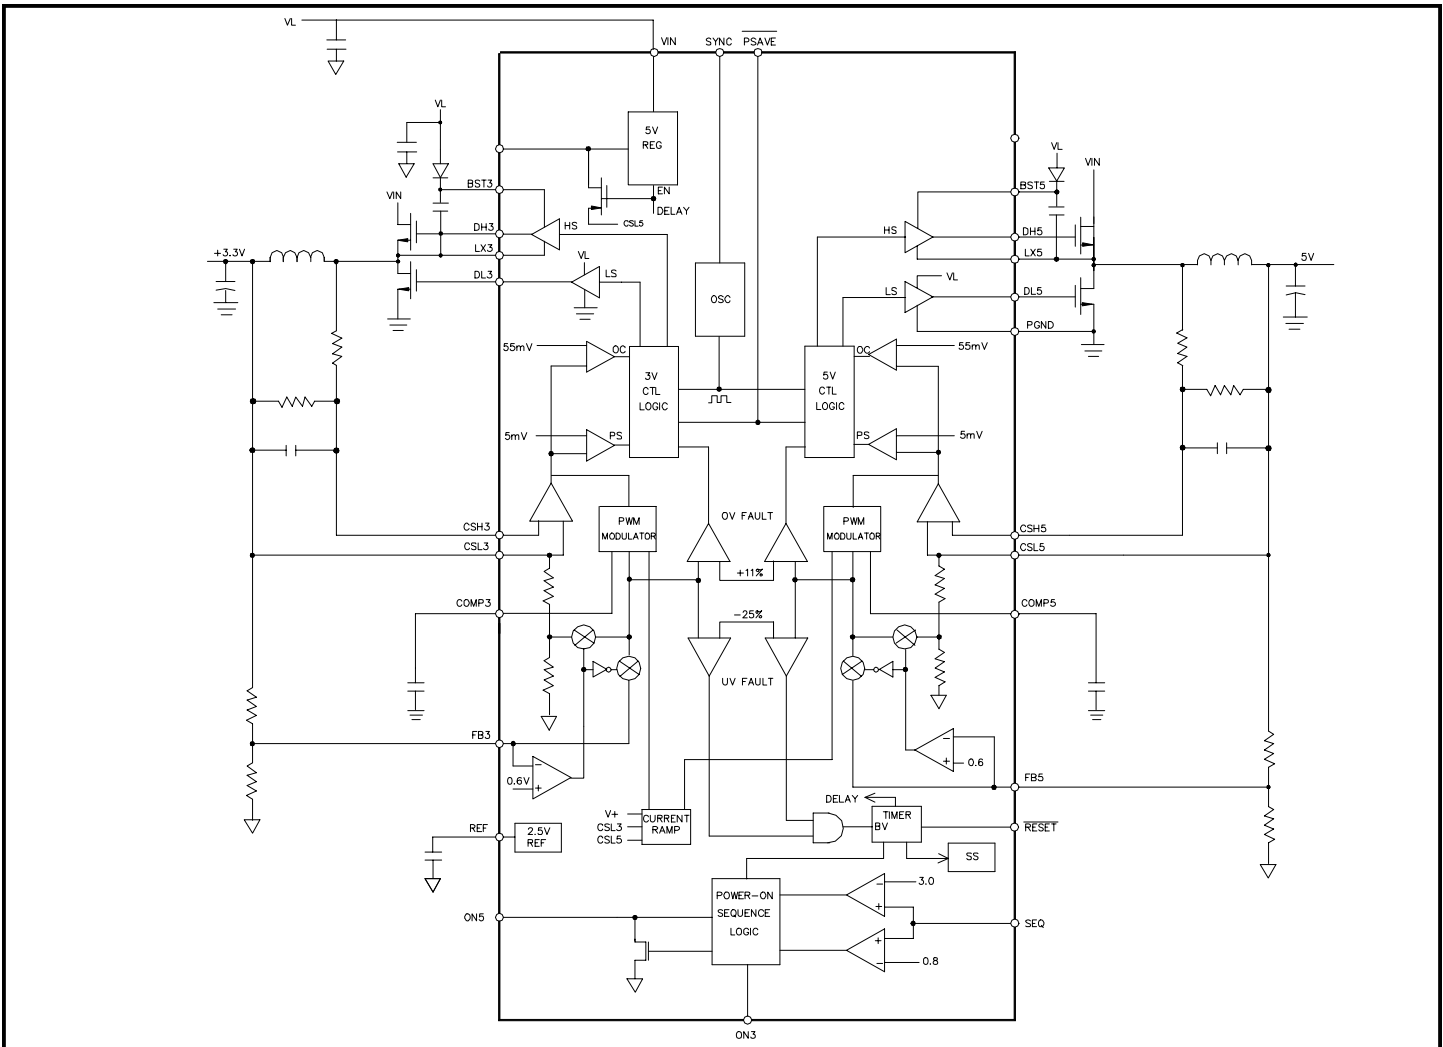 VL
VIN
SYNC
PSAVE
VL
5V
REG
VL
VIN
BST3
EN
DELAY
BST5
VIN
CSL5
DH3
HS
HS
DH5
+3.3V
LX3
LX5
5V
VL
VL
DL3
LS
LS
DL5
OSC
PGND
55mV
OC
OC
55mV
3V
CTL
LOGIC
5V
CTL
LOGIC
5mV
PS
PS
5mV
OV FAULT
PWM
MODULATOR
PWM
MODULATOR
CSH3
CSH5
CSL3
CSL5
+11%
COMP3
COMP5
-25%
UV FAULT
FB3
0.6V
-
+
-
+
0.6
FB5
DELAY
V+
CSL3
CSL5
CURRENT
RAMP
TIMER
BV
RESET
REF
2.5V
REF
SS
POWER-ON
SEQUENCE
LOGIC
-
+
3.0
ON5
SEQ
+
-
0.8
ON3